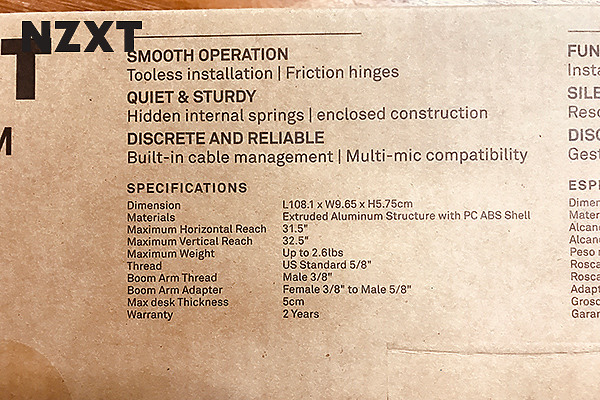 NZXT
T
M
SMOOTH OPERATION
Tooless installation | Friction hinges
QUIET & STURDY
Hidden internal springs | enclosed construction
DISCRETE AND RELIABLE
Built-in cable management | Multi-mic compatibility
SPECIFICATIONS
Dimension L108.1 x W9.65 x H5.75cm
Materials Extruded Aluminum Structure with PC ABS Shell
Maximum Horizontal Reach 31.5"
Maximum Vertical Reach 32.5"
Maximum Weight Up to 2.6lbs
Thread US Standard 5/8"
Boom Arm Thread Male 3/8"
Boom Arm Adapter Female 3/8" to Male 5/8"
Max desk Thickness 5cm
Warranty 2 Years
FUN
Insta
SILE
Reso
DISC
Gest
ESP
Dimen
Mater
Alcan
Alcan
Peso
Rosca
Rosca
Adapt
Groso
Garan